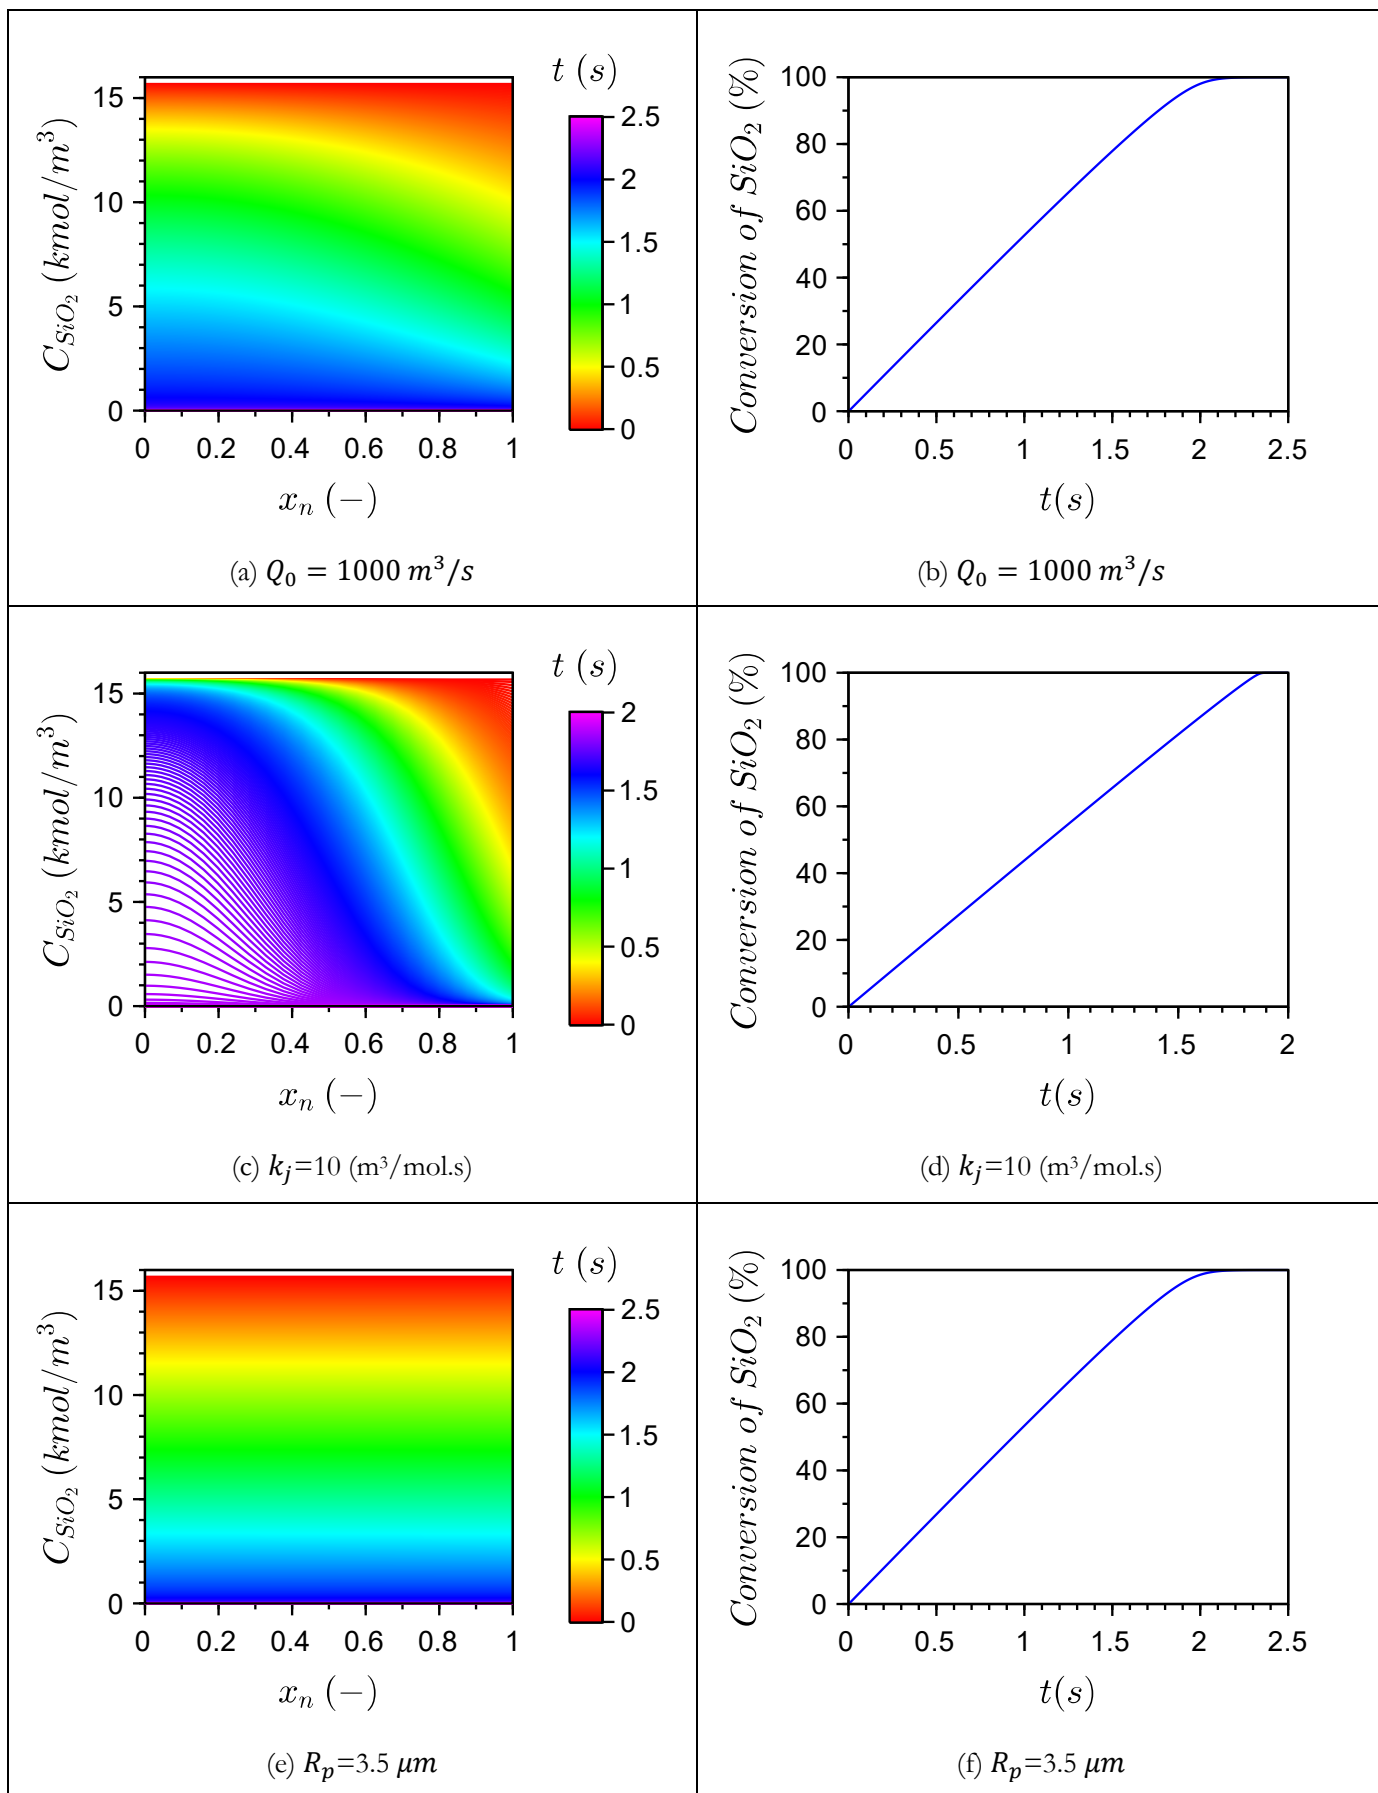 t (s)
15
10
5
0
C_{SiO_2} (kmol/m^3)
0 0.2 0.4 0.6 0.8 1
x_n (−)
2.5
2
1.5
1
0.5
0
(a) Q_0 = 1000 m^3/s
100
80
60
40
20
0
Conversion of SiO_2 (%)
0 0.5 1 1.5 2 2.5
t(s)
(b) Q_0 = 1000 m^3/s
t (s)
15
10
5
0
C_{SiO_2} (kmol/m^3)
0 0.2 0.4 0.6 0.8 1
x_n (−)
2
1.5
1
0.5
0
(c) k_j=10 (m³/mol.s)
100
80
60
40
20
0
Conversion of SiO_2 (%)
0 0.5 1 1.5 2
t(s)
(d) k_j=10 (m³/mol.s)
t (s)
15
10
5
0
C_{SiO_2} (kmol/m^3)
0 0.2 0.4 0.6 0.8 1
x_n (−)
2.5
2
1.5
1
0.5
0
(e) R_p=3.5 μm
100
80
60
40
20
0
Conversion of SiO_2 (%)
0 0.5 1 1.5 2 2.5
t(s)
(f) R_p=3.5 μm